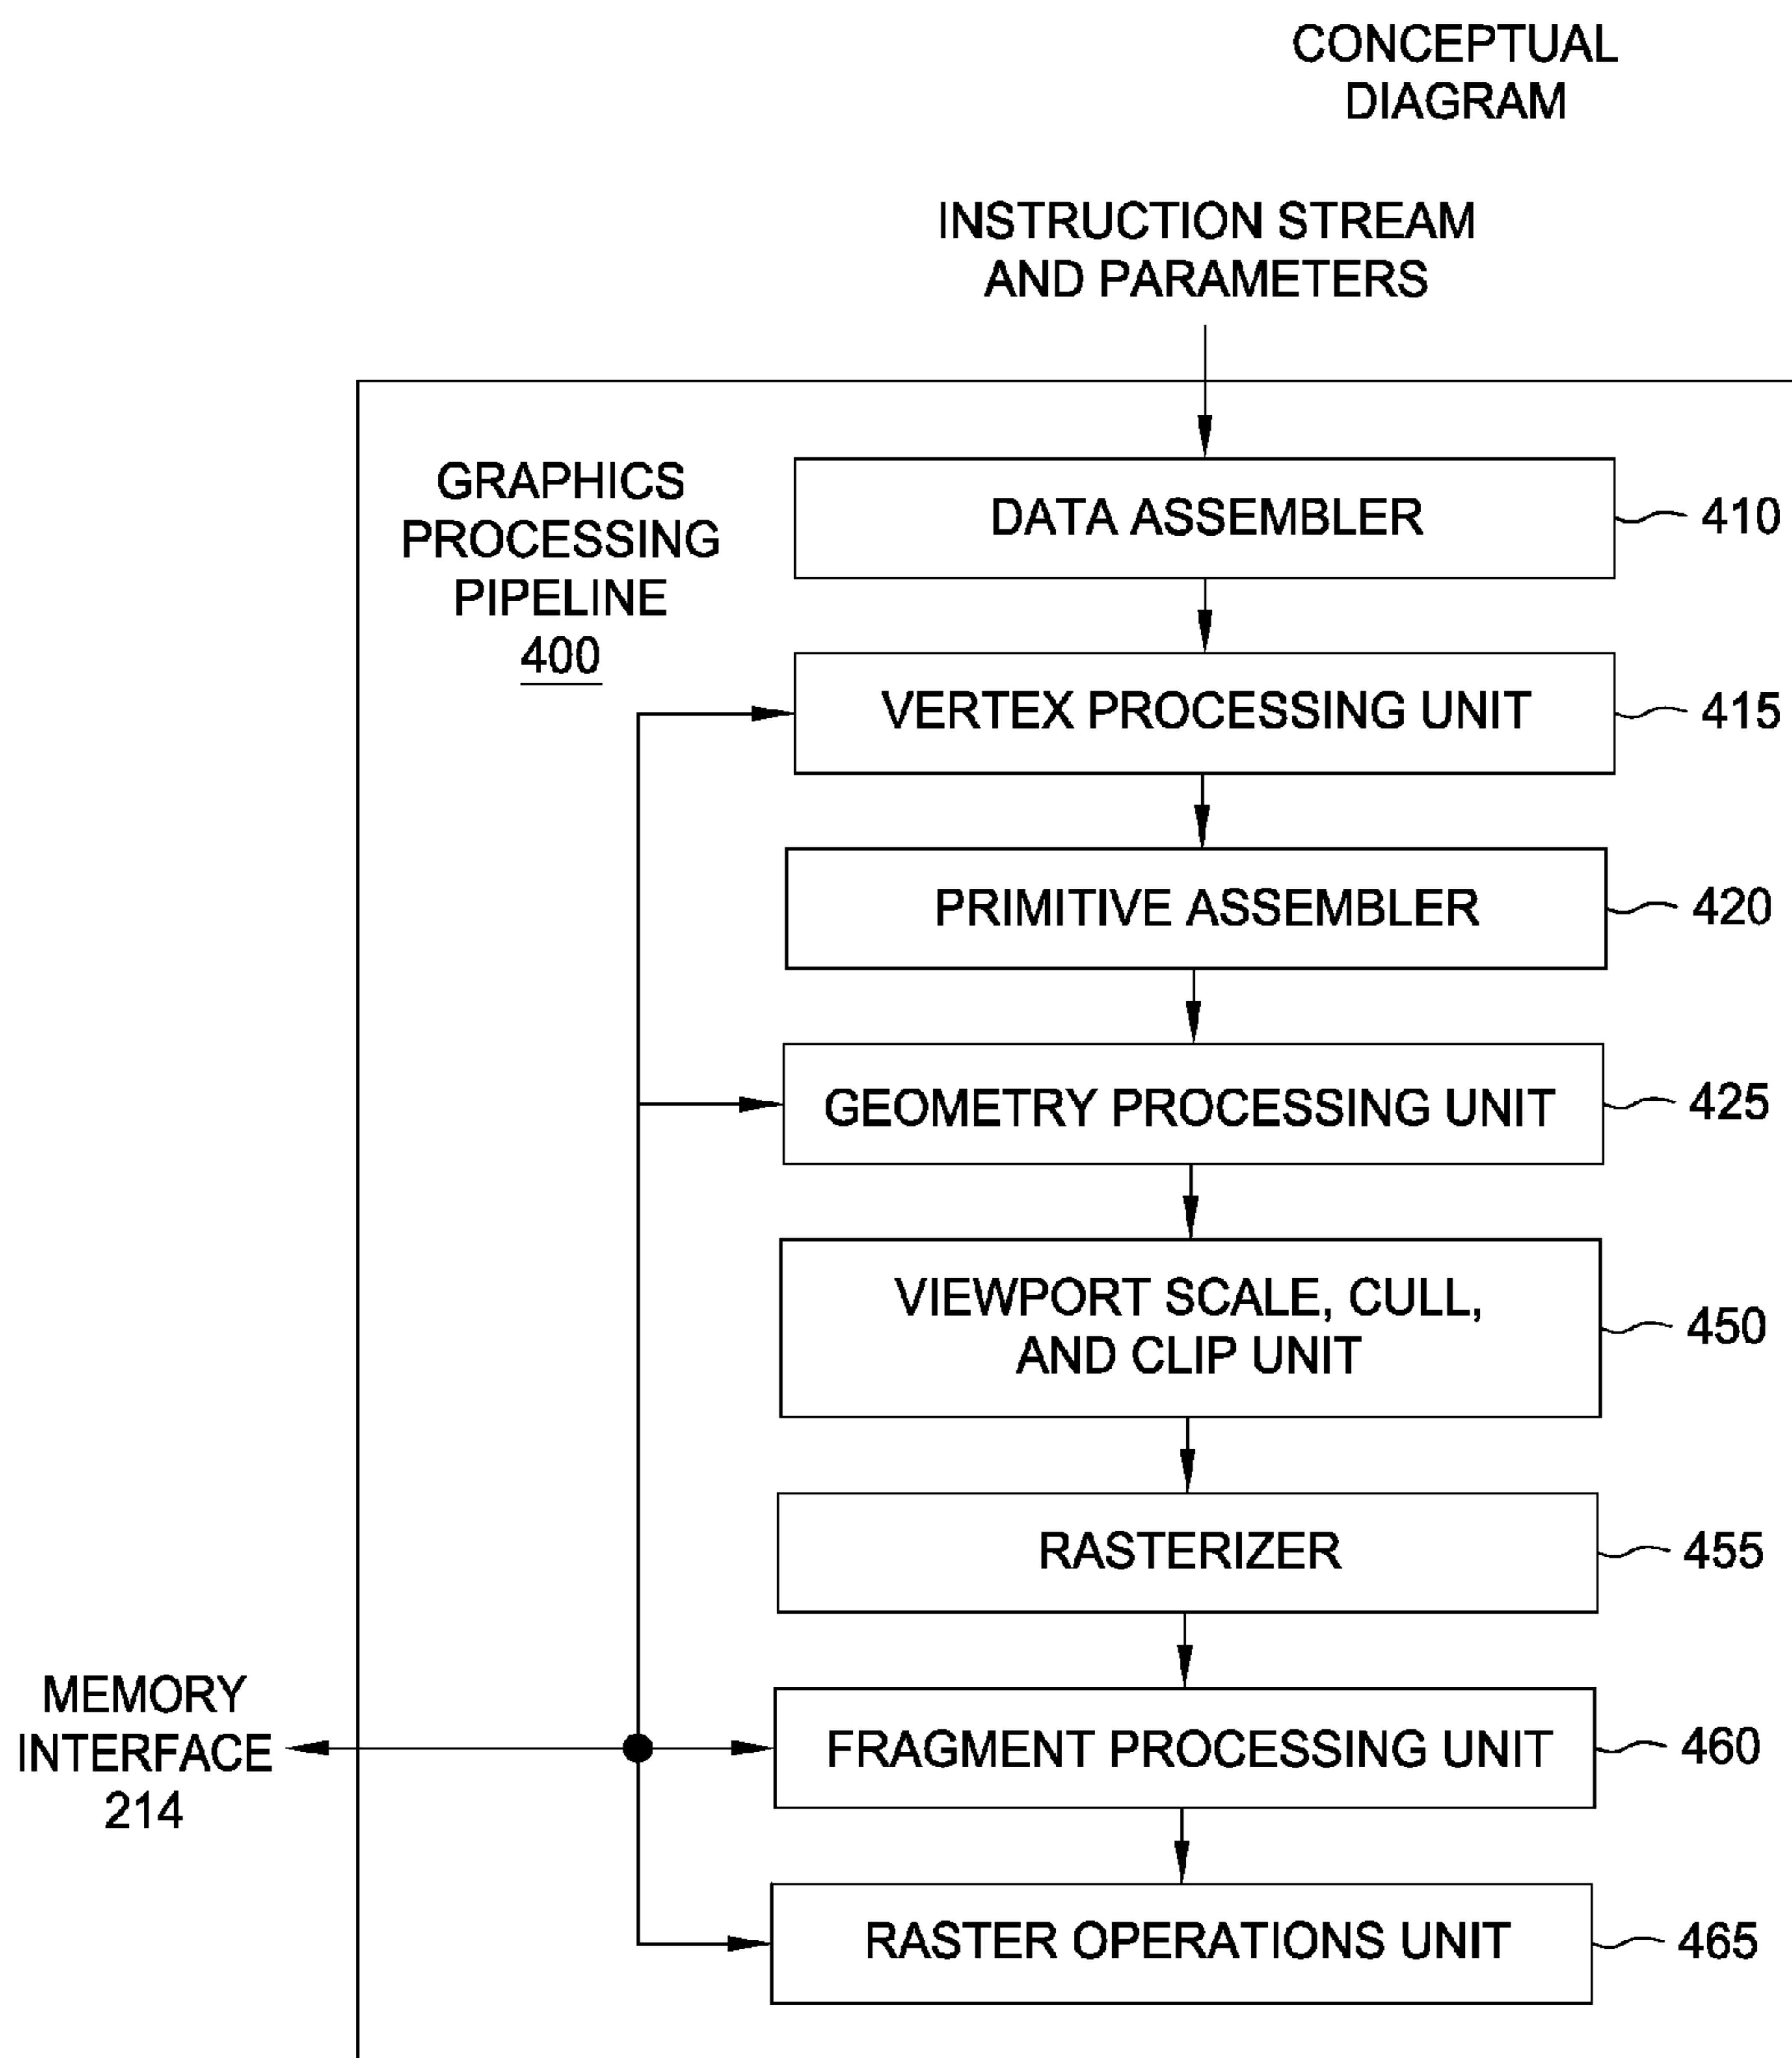 CONCEPTUAL
DIAGRAM
INSTRUCTION STREAM
AND PARAMETERS
GRAPHICS
PROCESSING
PIPELINE
400
DATA ASSEMBLER
410
VERTEX PROCESSING UNIT
415
PRIMITIVE ASSEMBLER
420
GEOMETRY PROCESSING UNIT
425
VIEWPORT SCALE, CULL,
AND CLIP UNIT
450
RASTERIZER
455
MEMORY
INTERFACE
214
FRAGMENT PROCESSING UNIT
460
RASTER OPERATIONS UNIT
465